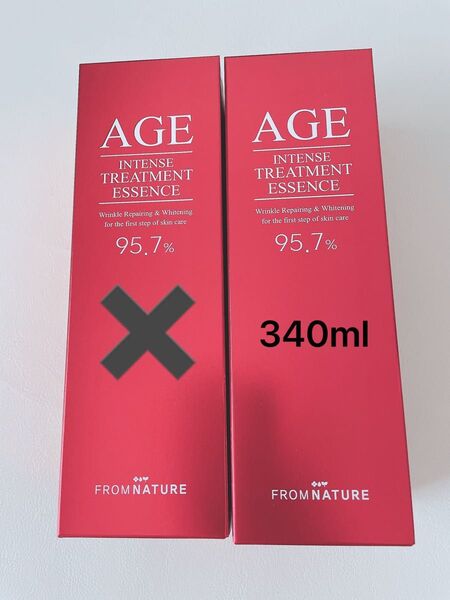 AGE
INTENSE
TREATMENT
ESSENCE
Wrinkle Repairing & Whitening
for the first step of skin care
95.7%
FROMNATURE
AGE
INTENSE
TREATMENT
ESSENCE
Wrinkle Repairing & Whitening
for the first step of skin care
95.7%
340ml
FROMNATURE